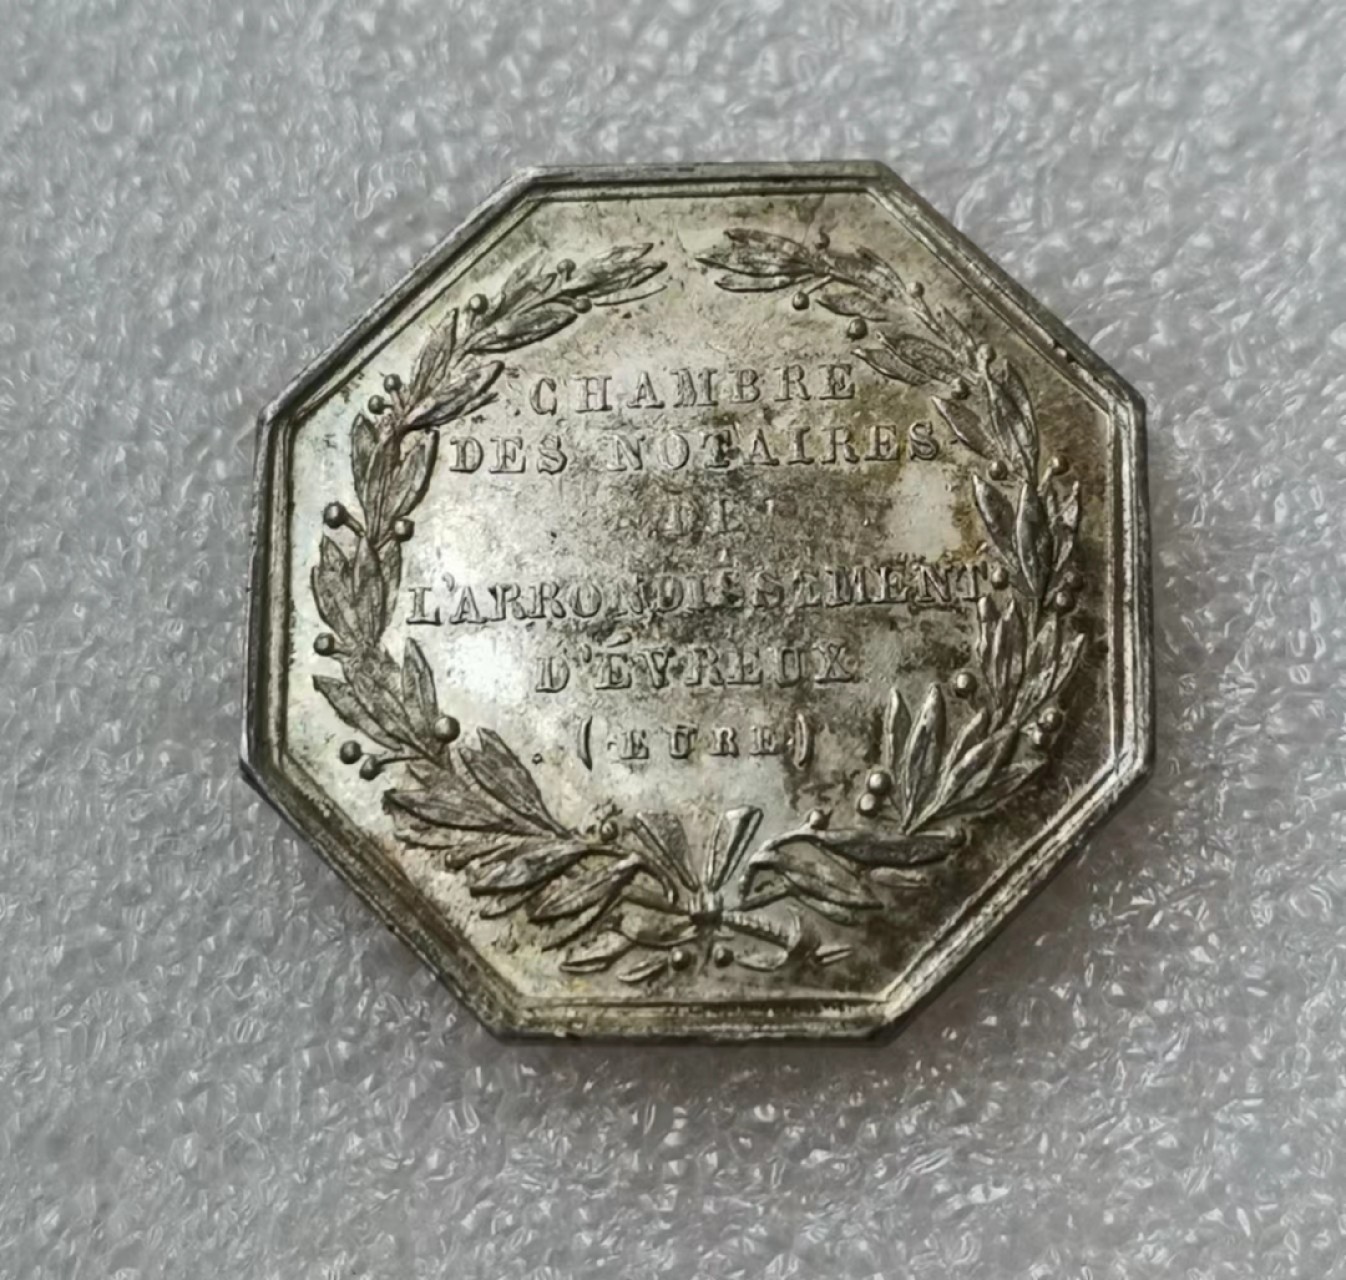 CHAMBRE
DES NOTAIRES
DE
L'ARRONDISSEMENT
D'ÉVREUX
(EURE)